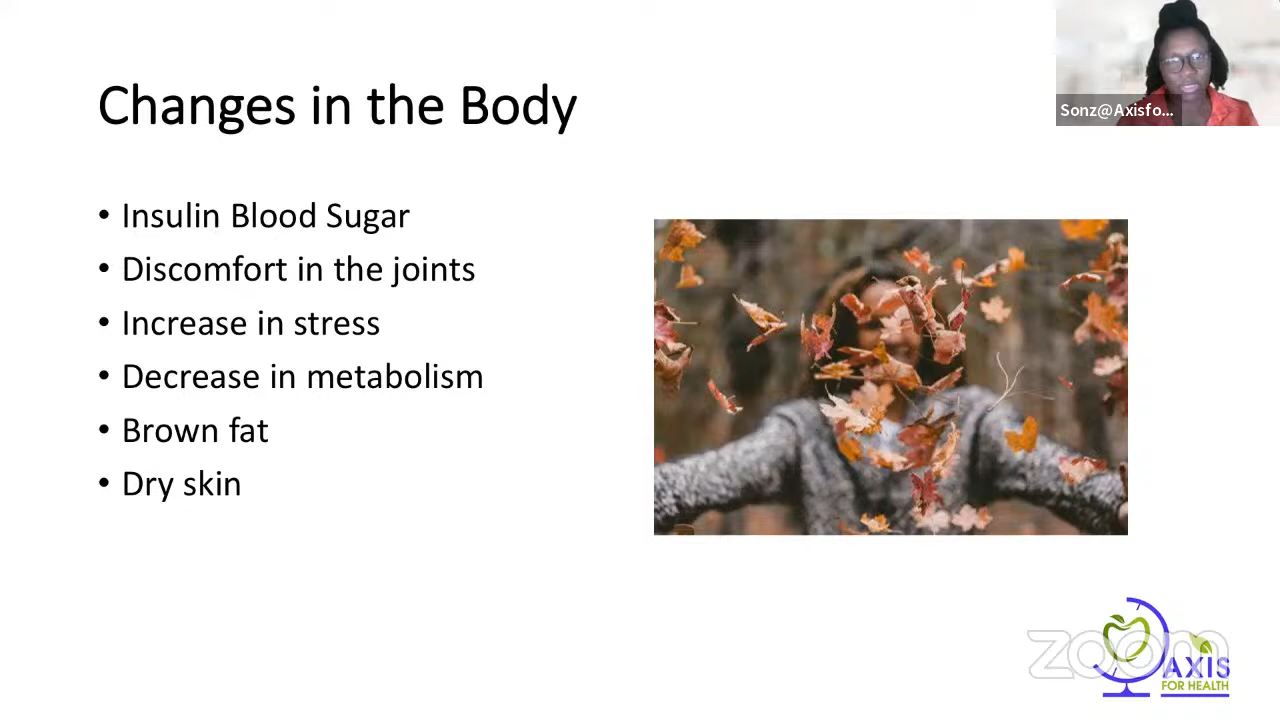 Changes in the Body
Sonz@Axisfo...
• Insulin Blood Sugar
• Discomfort in the joints
• Increase in stress
• Decrease in metabolism
• Brown fat
• Dry skin
zoom
AXIS
FOR HEALTH